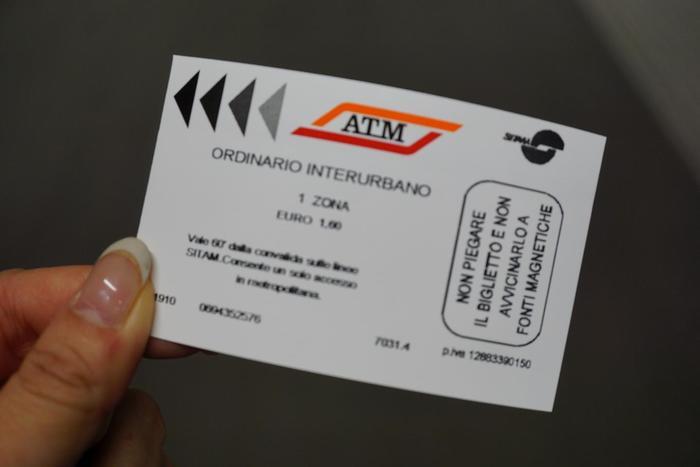 ATM
SITAM
ORDINARIO INTERURBANO
1 ZONA
EURO 1.60
Vale 60' dalla convalida sulle linee
SITAM.Consente un solo accesso
in metropolitana.
1910 0694352576
7031.4
p.iva 12883390150
NON PIEGARE
IL BIGLIETTO E NON
AVVICINARLO A
FONTI MAGNETICHE